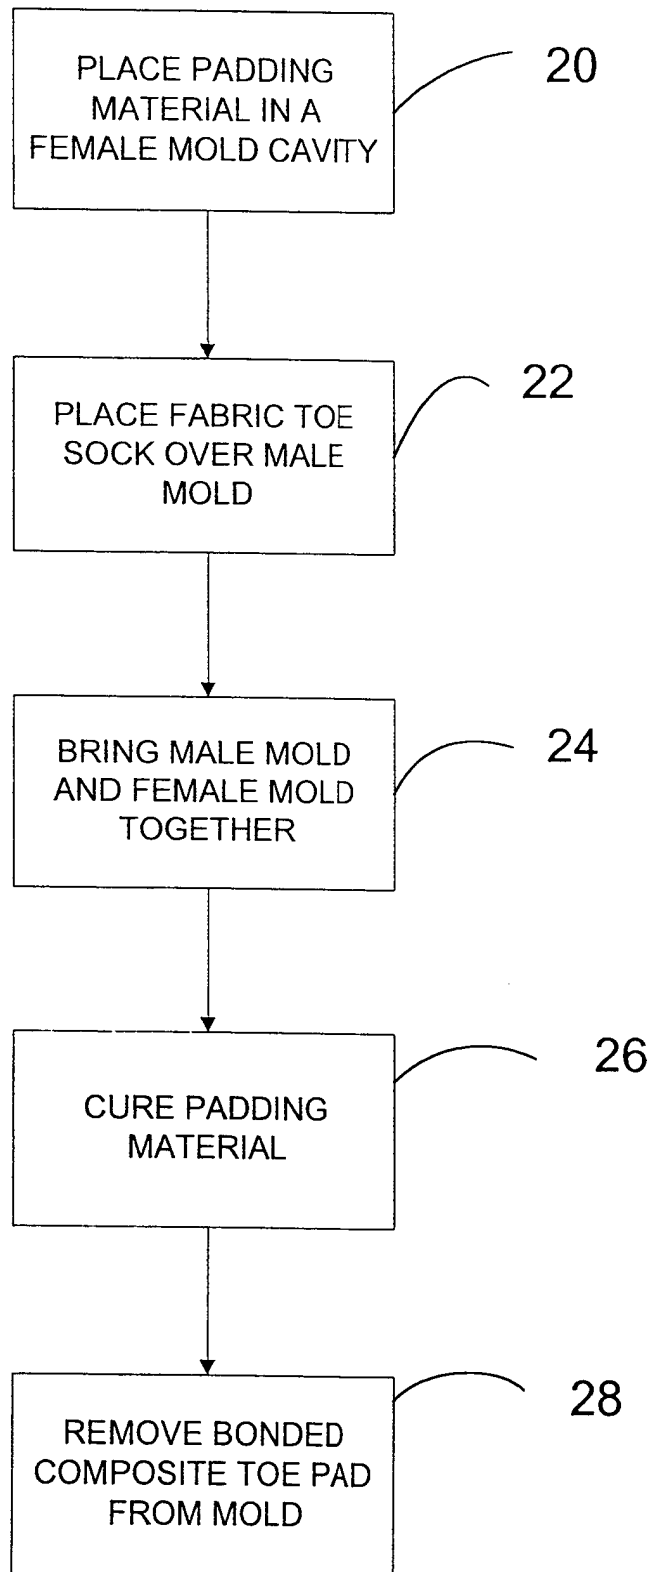 PLACE PADDING
MATERIAL IN A
FEMALE MOLD CAVITY
20
PLACE FABRIC TOE
SOCK OVER MALE
MOLD
22
BRING MALE MOLD
AND FEMALE MOLD
TOGETHER
24
CURE PADDING
MATERIAL
26
REMOVE BONDED
COMPOSITE TOE PAD
FROM MOLD
28